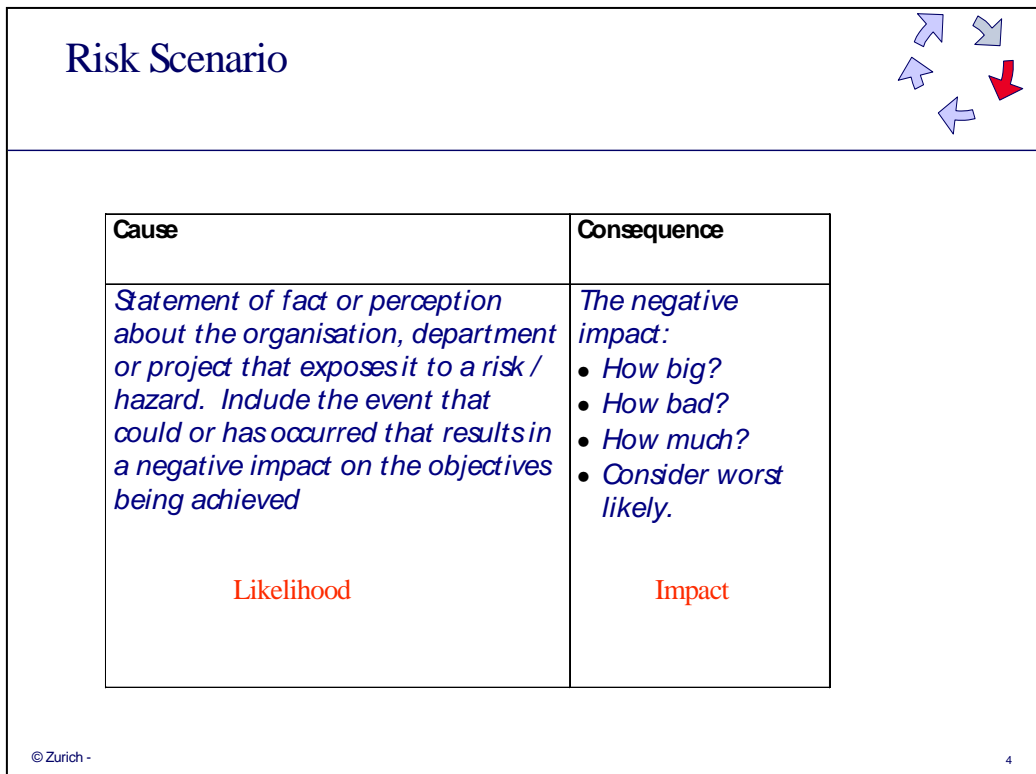 Risk Scenario
Cause
Statement of fact or perception
about the organisation, department
or project that exposes it to a risk /
hazard.  Include the event that
could or has occurred that results in
a negative impact on the objectives
being achieved
Likelihood
Consequence
The negative
impact:
• How big?
• How bad?
• How much?
• Consider worst
likely.
Impact
© Zurich -
4